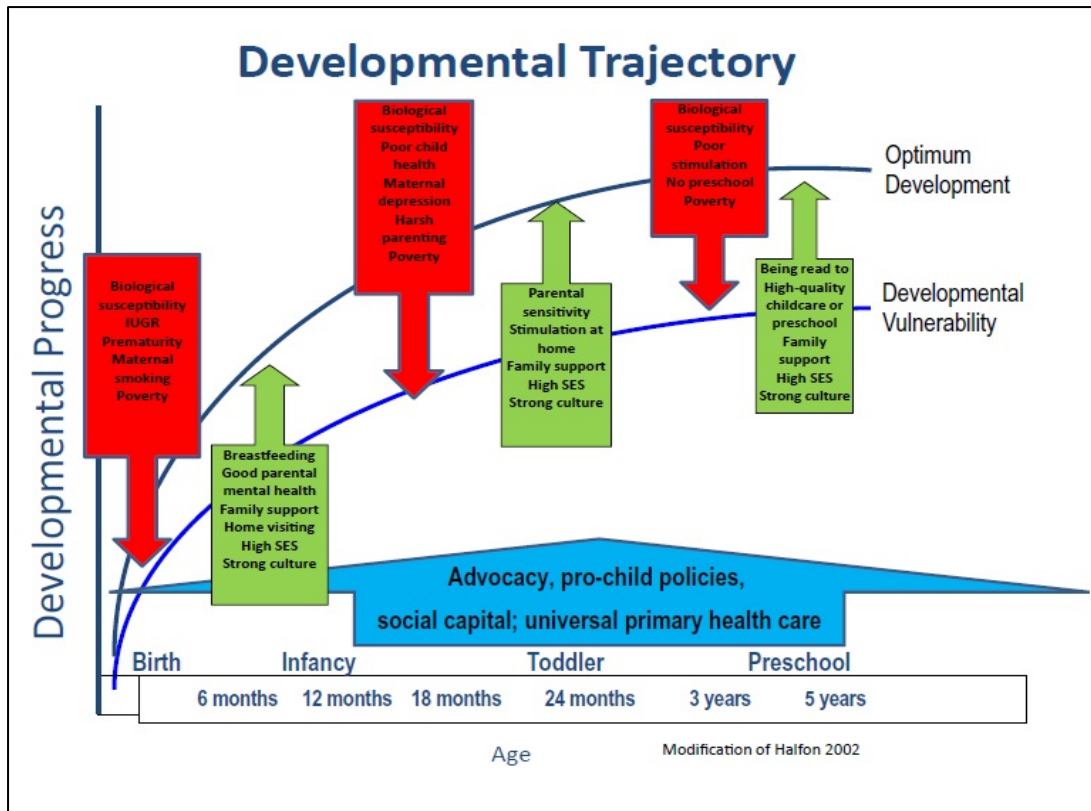 Developmental Trajectory
Developmental Progress
Biological
susceptibility
IUGR
Prematurity
Maternal
smoking
Poverty
Breastfeeding
Good parental
mental health
Family support
Home visiting
High SES
Strong culture
Biological
susceptibility
Poor child
health
Maternal
depression
Harsh
parenting
Poverty
Parental
sensitivity
Stimulation at
home
Family support
High SES
Strong culture
Biological
susceptibility
Poor
stimulation
No preschool
Poverty
Being read to
High-quality
childcare or
preschool
Family
support
High SES
Strong culture
Optimum
Development
Developmental
Vulnerability
Advocacy, pro-child policies,
social capital; universal primary health care
Birth Infancy Toddler Preschool
6 months 12 months 18 months 24 months 3 years 5 years
Age
Modification of Halfon 2002